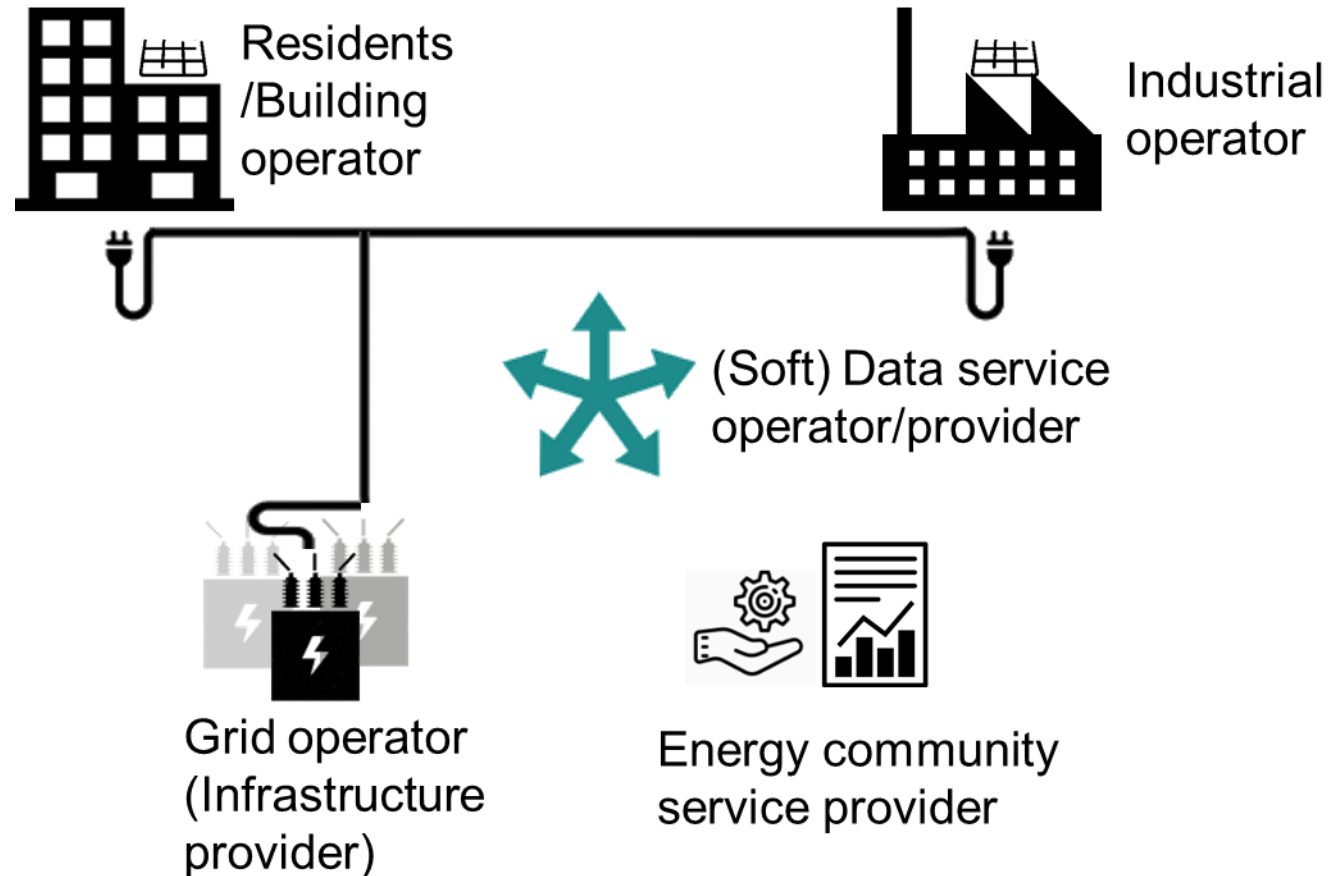 Residents
/Building
operator
Industrial
operator
(Soft) Data service
operator/provider
Grid operator
(Infrastructure
provider)
Energy community
service provider